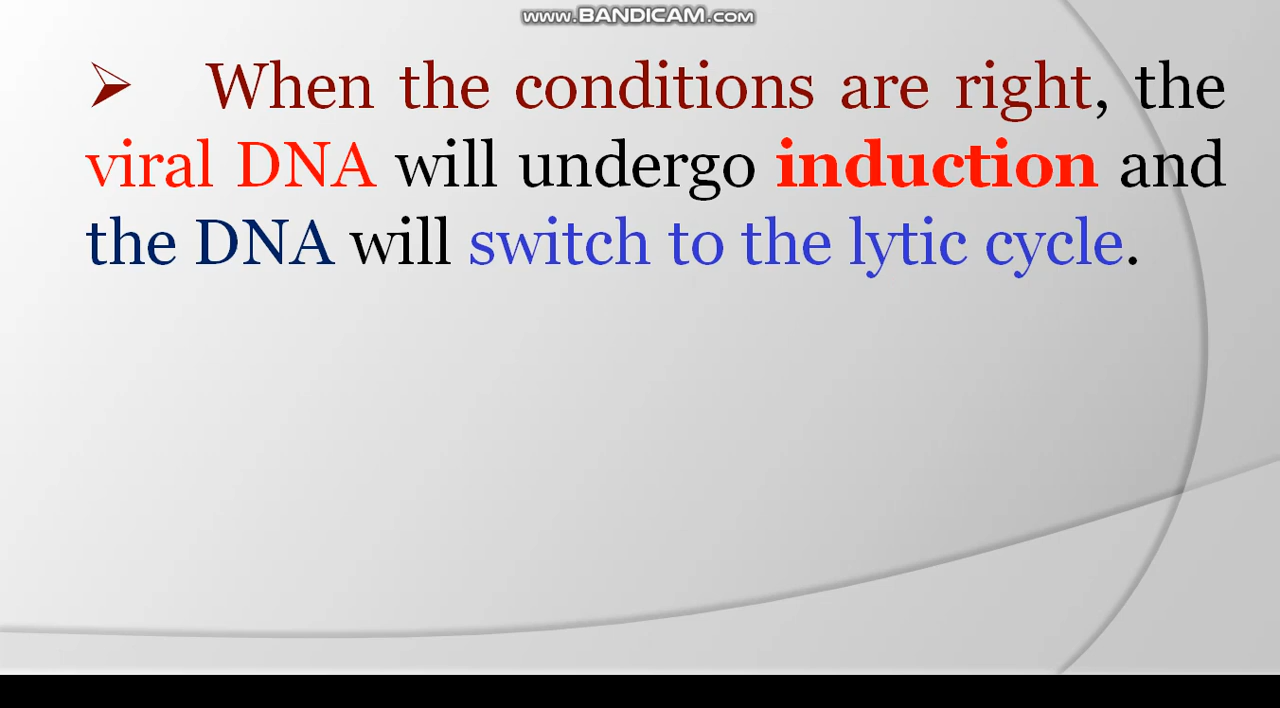 www.BANDICAM.com
➢ When the conditions are right, the
viral DNA will undergo induction and
the DNA will switch to the lytic cycle.